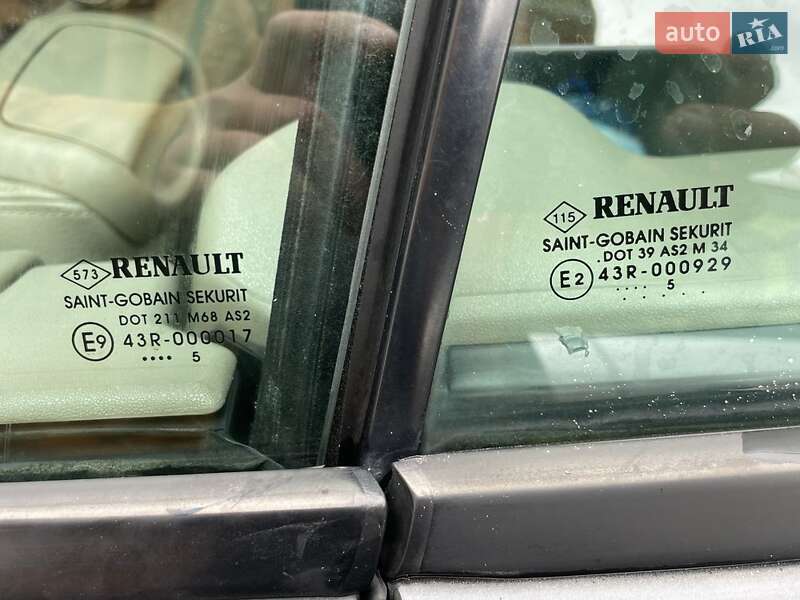 auto RIA
.com
573 RENAULT
SAINT-GOBAIN SEKURIT
DOT 211 M68 AS2
E9 43R-000017
.... 5
115 RENAULT
SAINT-GOBAIN SEKURIT
.DOT 39 AS2 M 34
E2 43R-000929
5